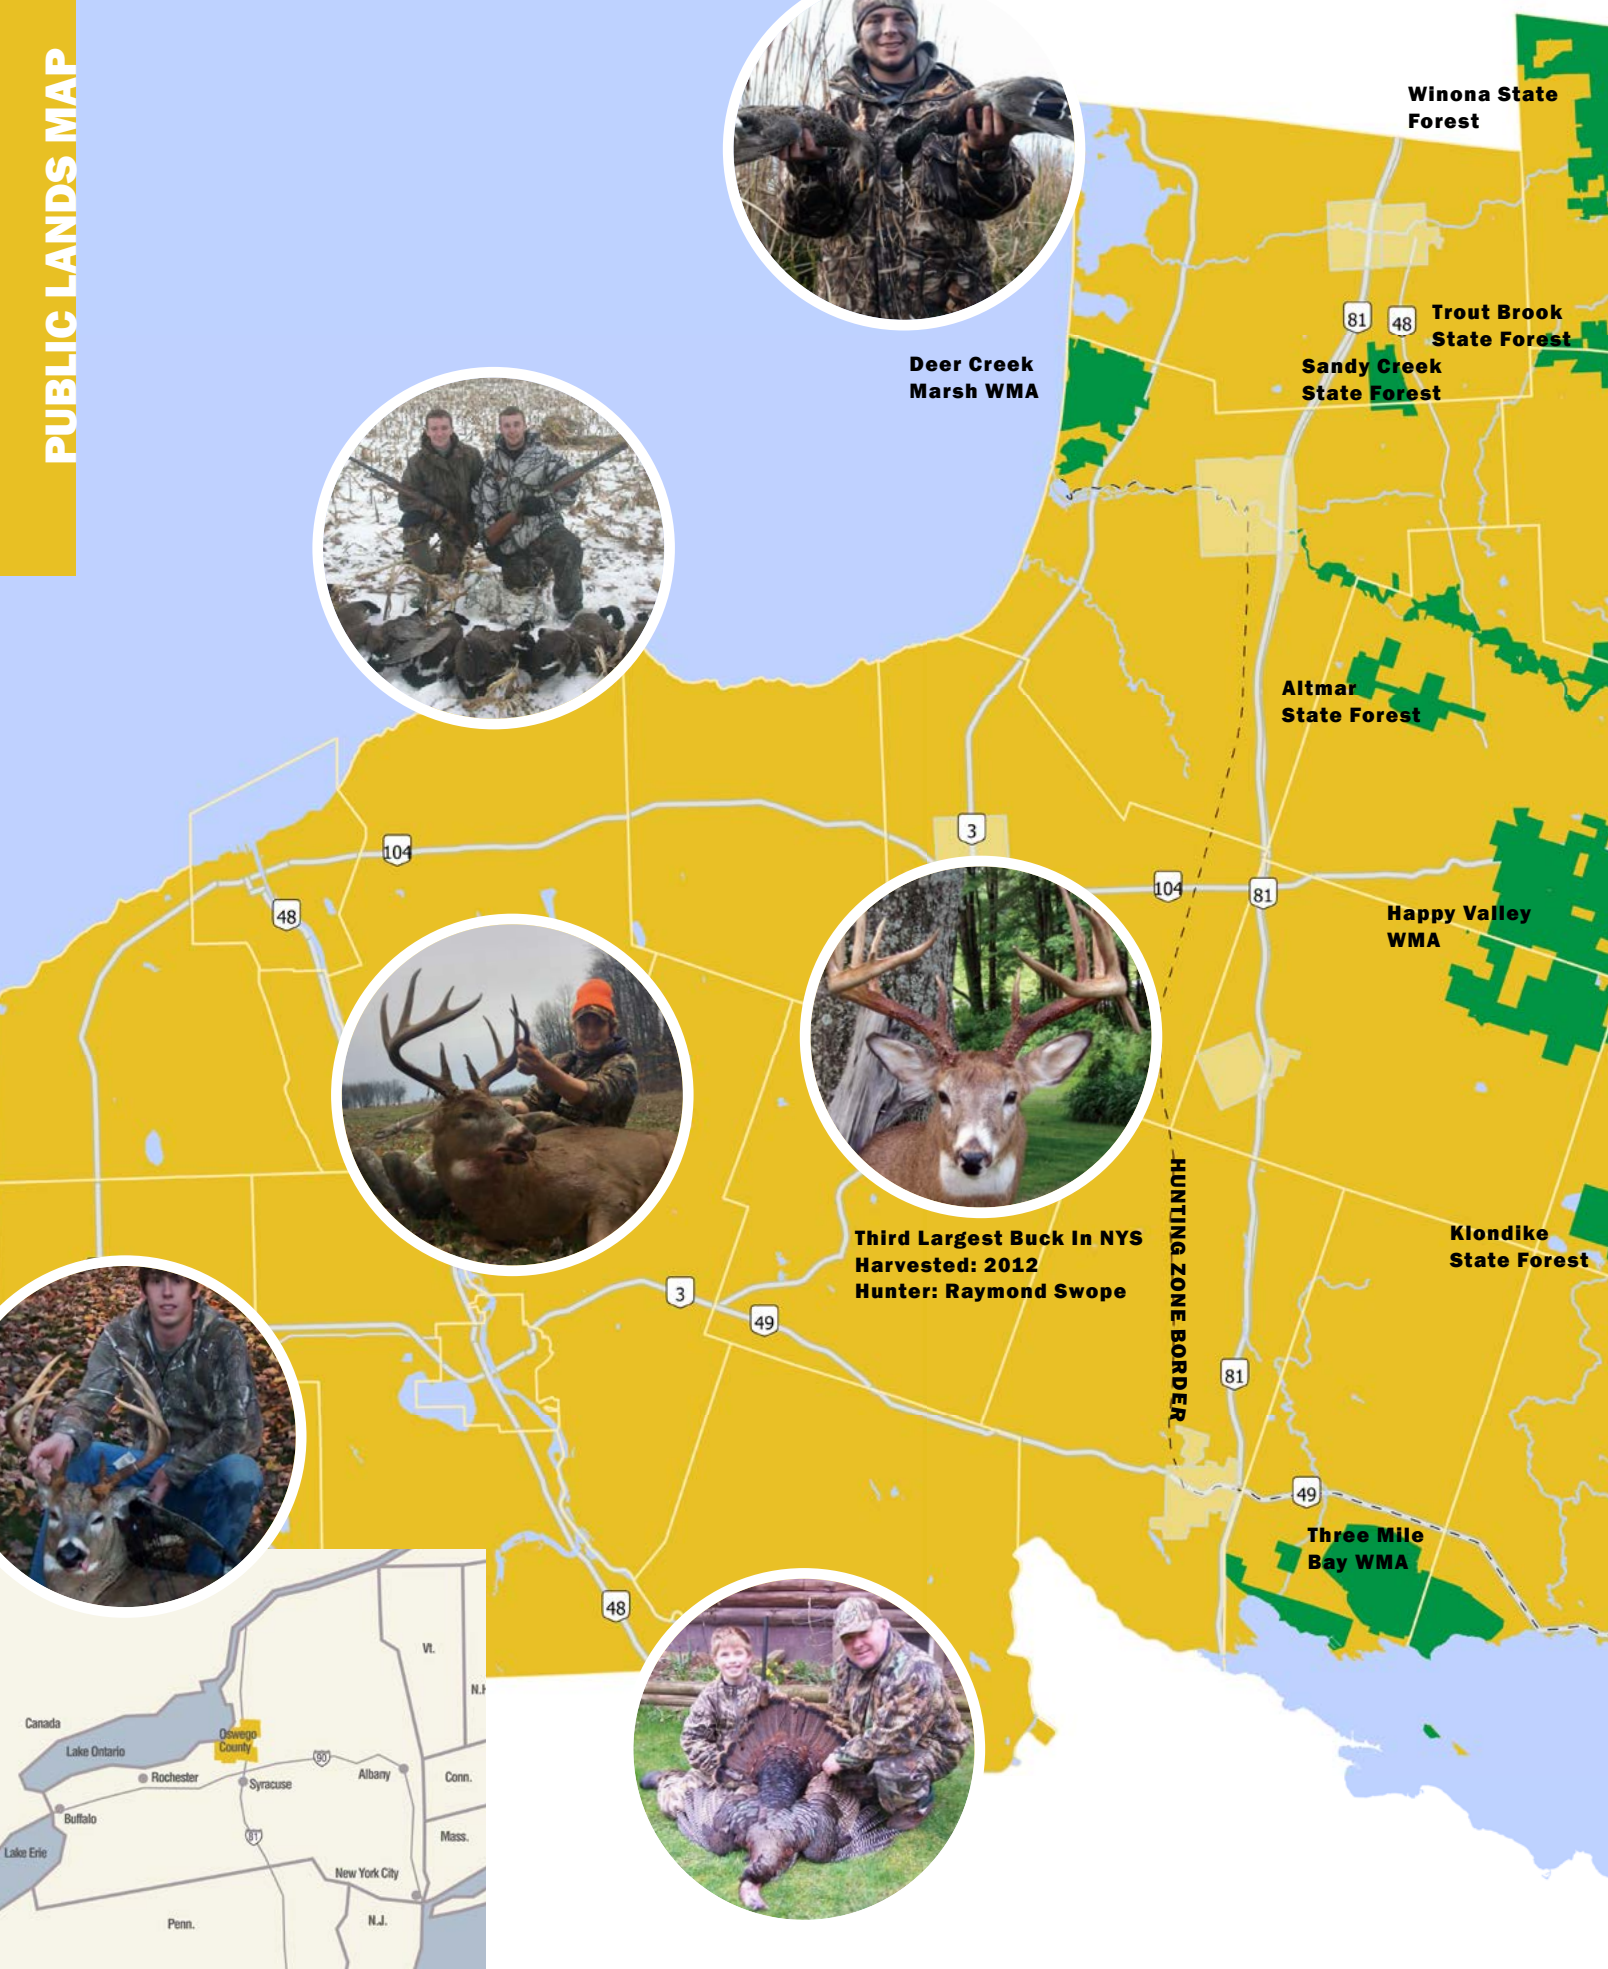 PUBLIC LANDS MAP
Winona State
Forest
81
48
Trout Brook
State Forest
Sandy Creek
State Forest
Deer Creek
Marsh WMA
Altmar
State Forest
3
104
48
104
81
Happy Valley
WMA
HUNTING ZONE BORDER
Klondike
State Forest
Third Largest Buck In NYS
Harvested: 2012
Hunter: Raymond Swope
3
49
81
49
Three Mile
Bay WMA
48
Vt.
N.H
Canada
Lake Ontario
Oswego
County
90
Rochester
Syracuse
Albany
Conn.
Buffalo
81
Mass.
Lake Erie
New York City
Penn.
N.J.